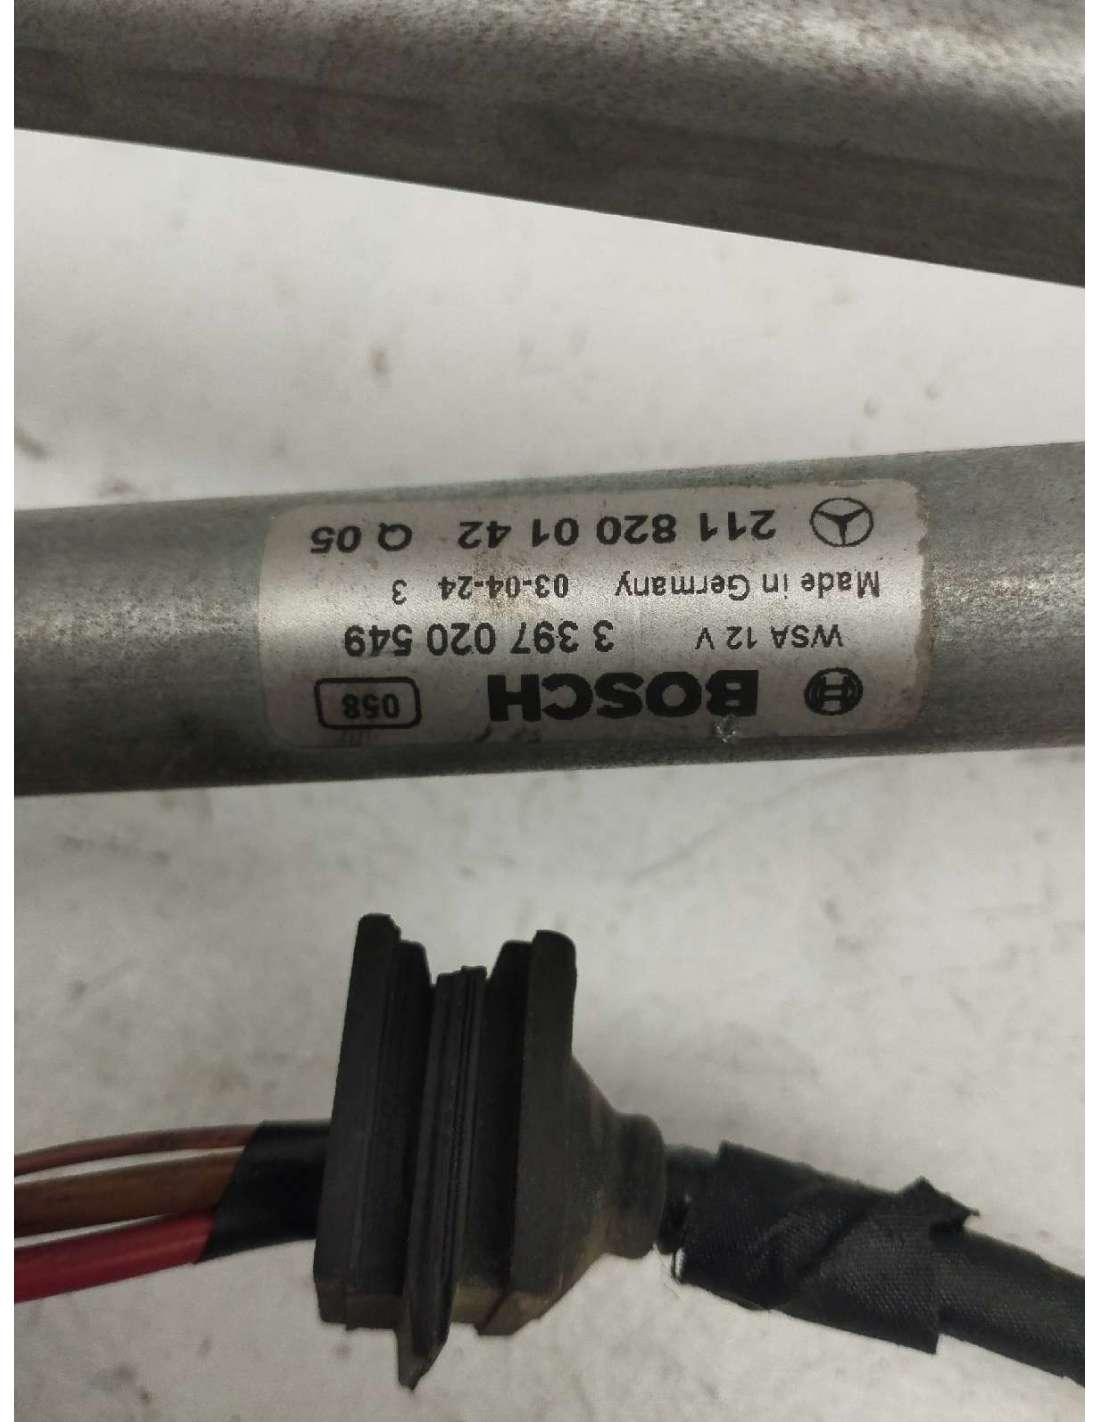 BOSCH 058
WSA 12 V 3 397 020 549
Made in Germany 03-04-24 3
211 820 01 42 Q 05